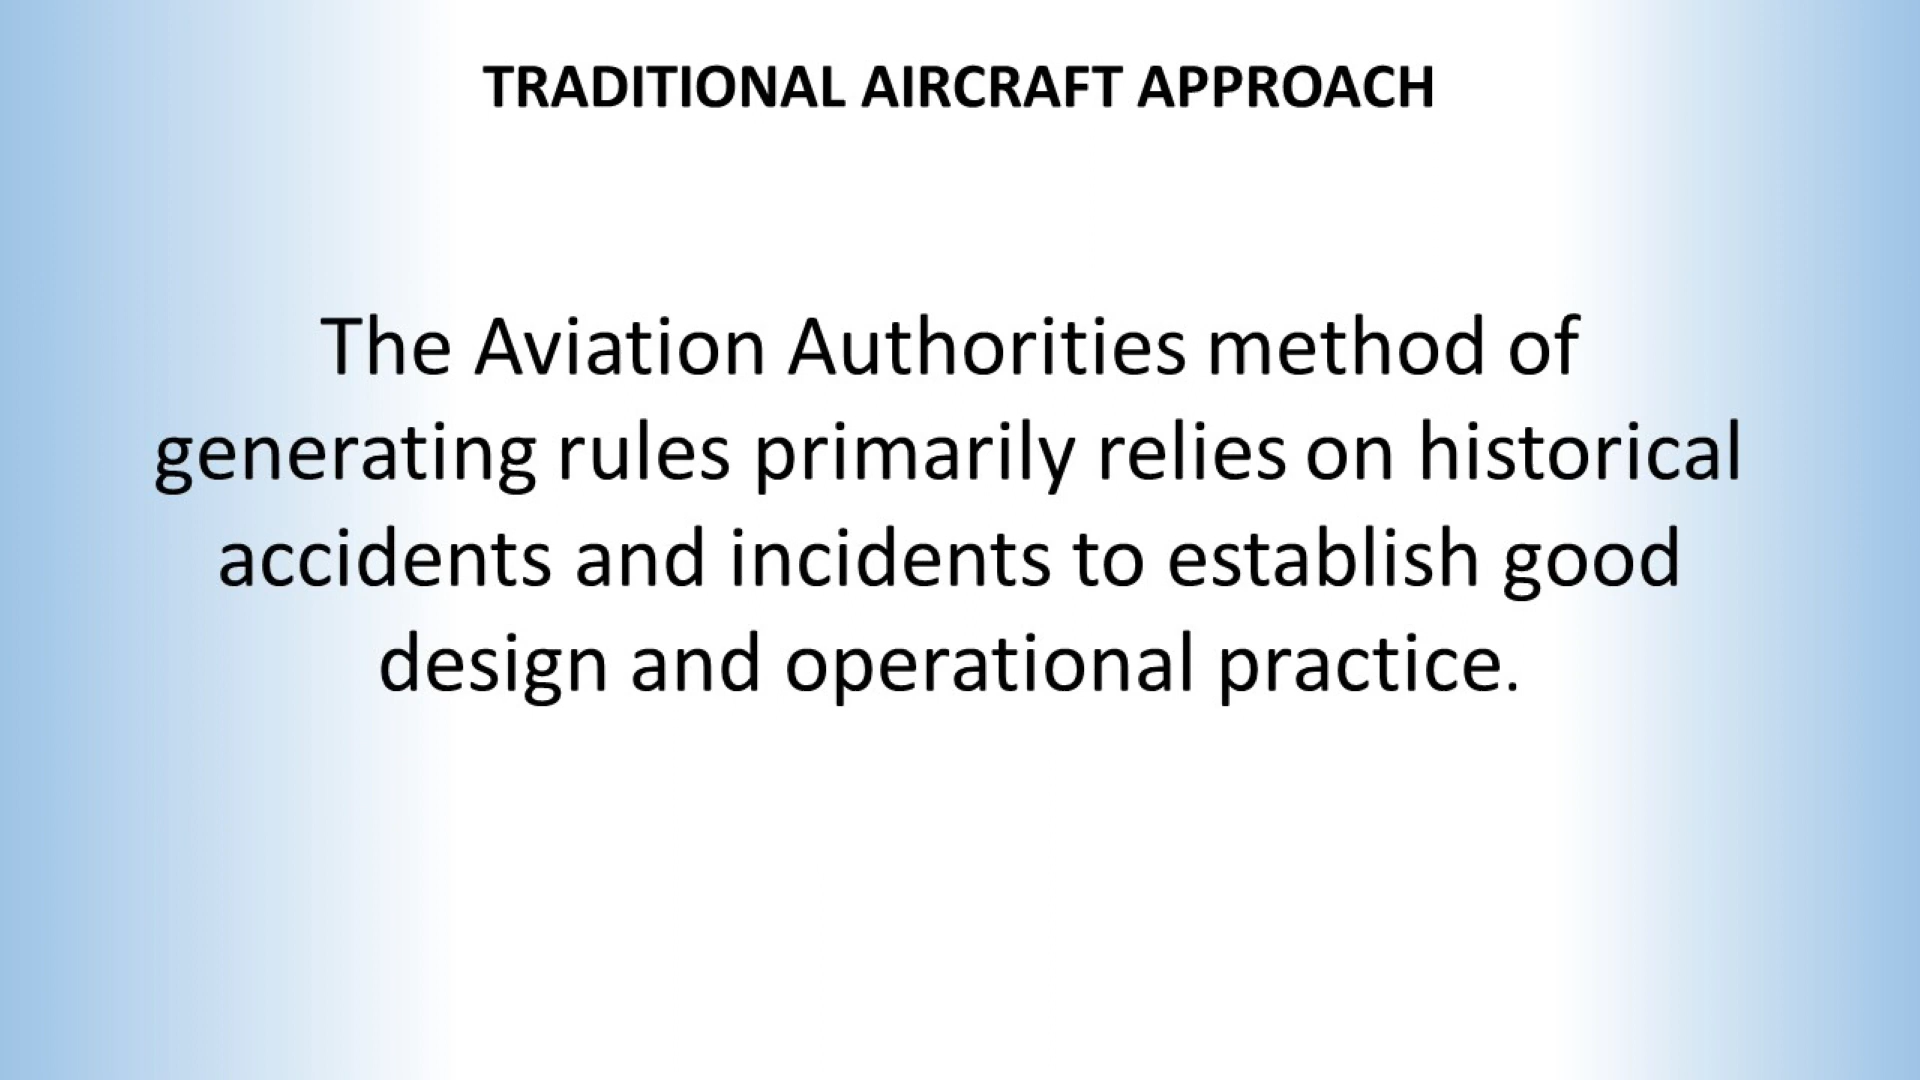 TRADITIONAL AIRCRAFT APPROACH
The Aviation Authorities method of
generating rules primarily relies on historical
accidents and incidents to establish good
design and operational practice.